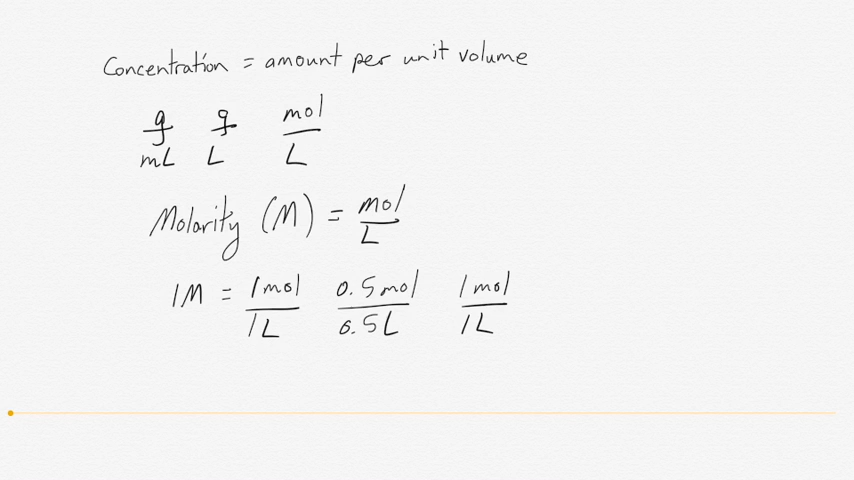 Concentration = amount per unit volume
g/mL g/L mol/L
Molarity (M) = mol/L
1M = 1mol/1L 0.5mol/0.5L 1mol/1L